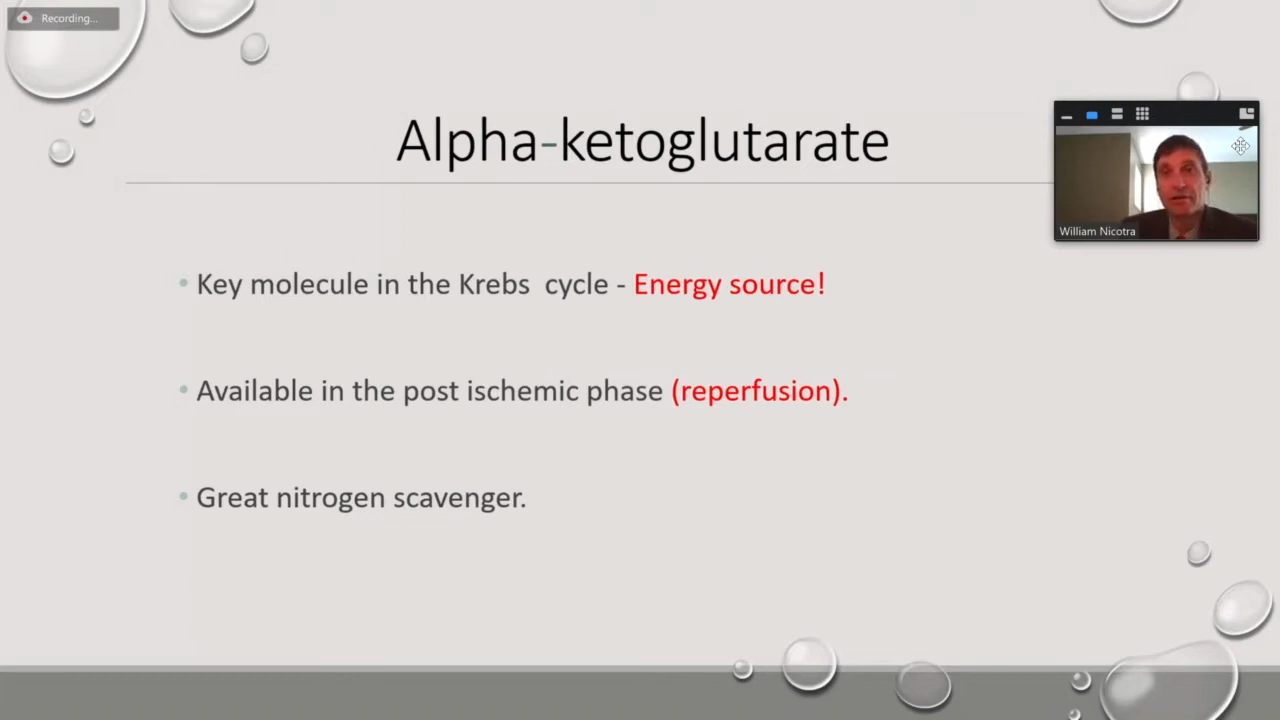 Recording...
Alpha-ketoglutarate
William Nicotra
• Key molecule in the Krebs  cycle - Energy source!
• Available in the post ischemic phase (reperfusion).
• Great nitrogen scavenger.